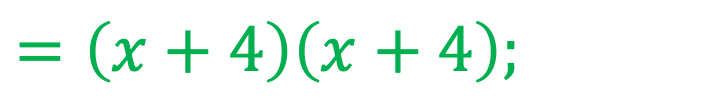 = (x + 4)(x + 4);